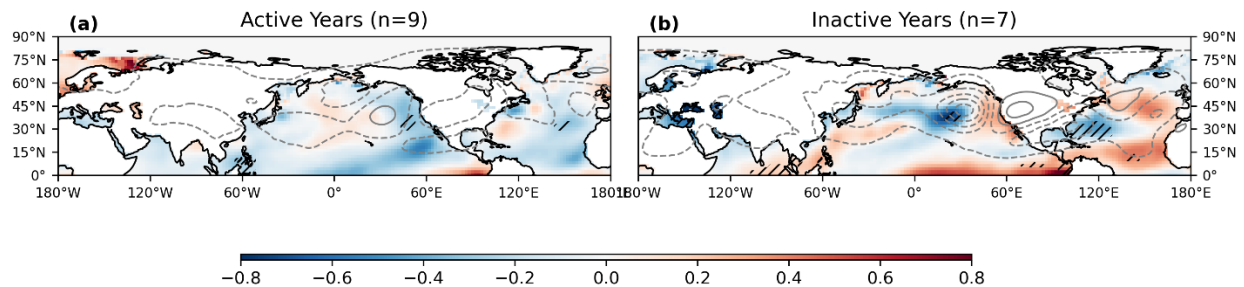 (a) Active Years (n=9)
(b) Inactive Years (n=7)
90°N
75°N
60°N
45°N
30°N
15°N
0°
90°N
75°N
60°N
45°N
30°N
15°N
0°
180°W 120°W 60°W 0° 60°E 120°E 180°E
180°W 120°W 60°W 0° 60°E 120°E 180°E
−0.8 −0.6 −0.4 −0.2 0.0 0.2 0.4 0.6 0.8